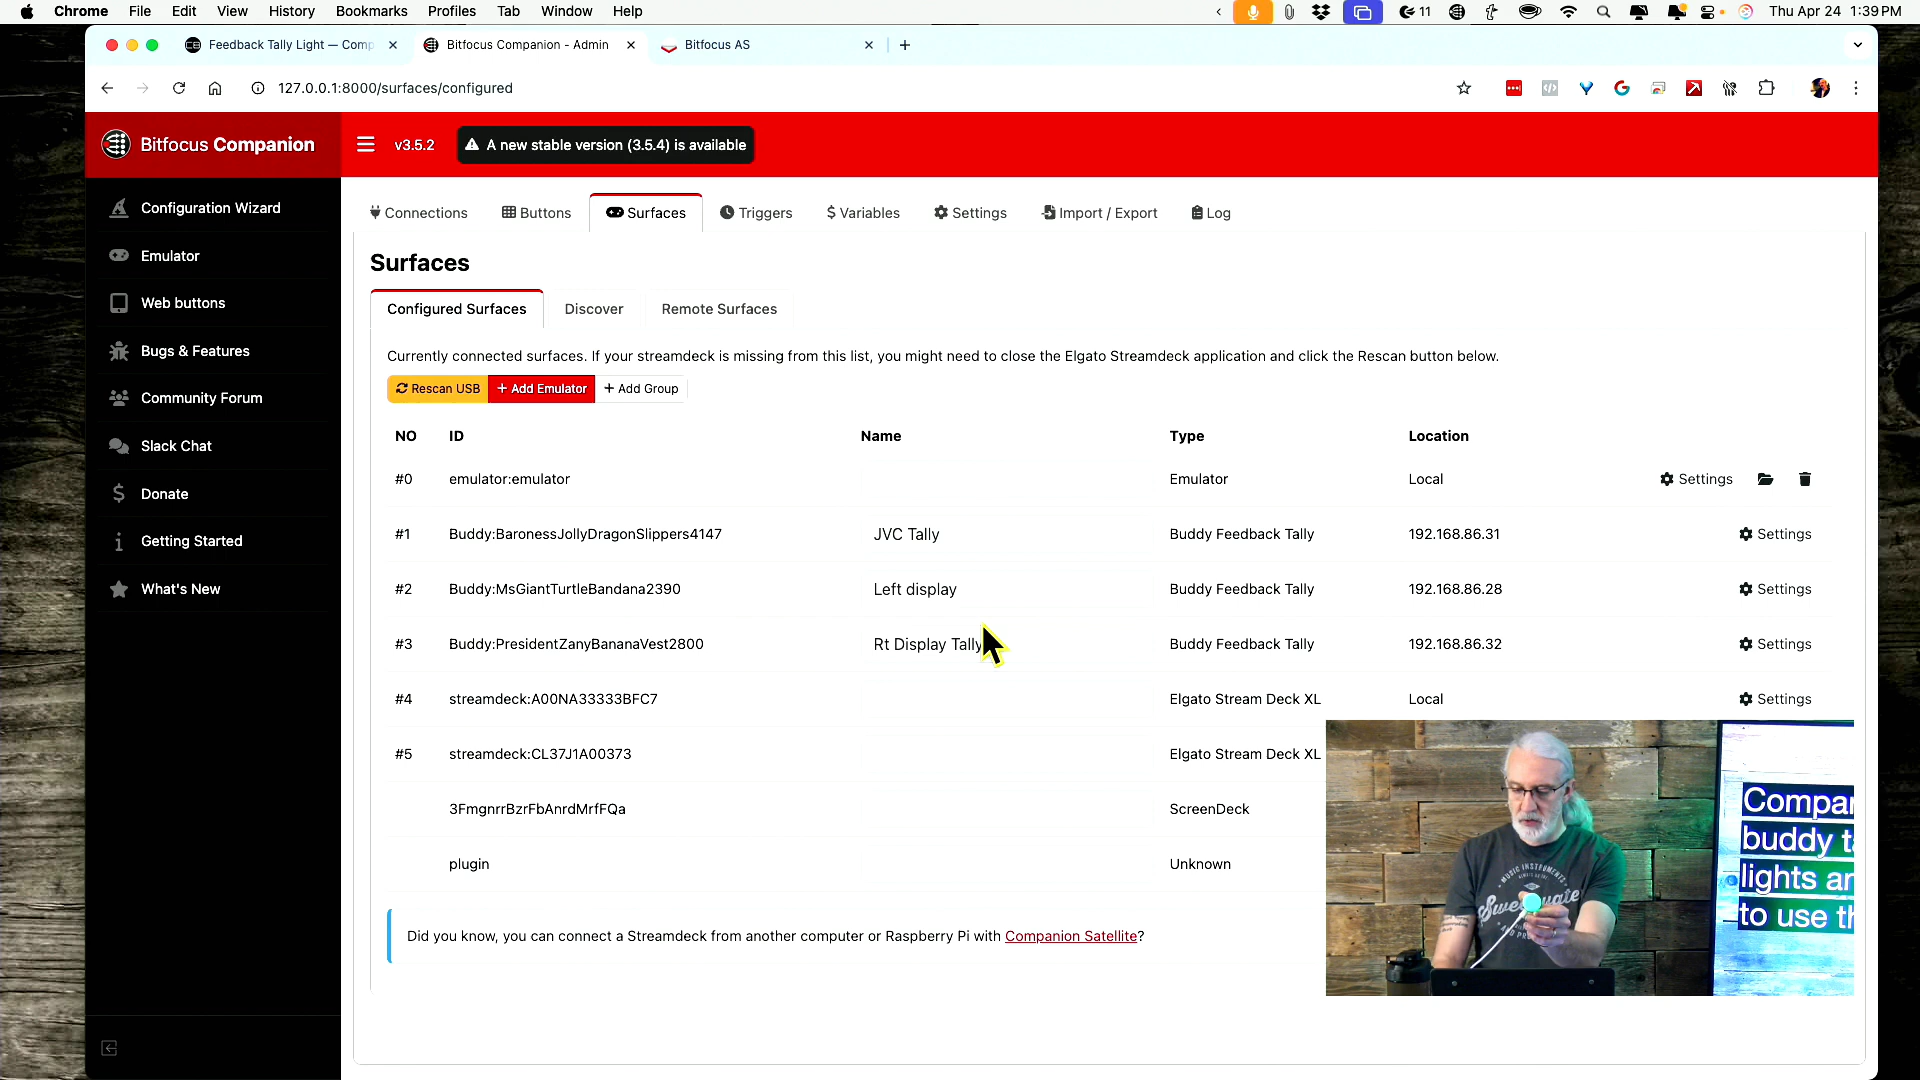 Chrome File Edit View History Bookmarks Profiles Tab Window Help
11 Thu Apr 24 1:39 PM
Feedback Tally Light — Comp
Bitfocus Companion - Admin
Bitfocus AS
127.0.0.1:8000/surfaces/configured
Bitfocus Companion
v3.5.2
A new stable version (3.5.4) is available
Configuration Wizard
Emulator
Web buttons
Bugs & Features
Community Forum
Slack Chat
Donate
Getting Started
What's New
Connections Buttons Surfaces Triggers Variables Settings Import / Export Log
Surfaces
Configured Surfaces Discover Remote Surfaces
Currently connected surfaces. If your streamdeck is missing from this list, you might need to close the Elgato Streamdeck application and click the Rescan button below.
Rescan USB + Add Emulator + Add Group
NO ID Name Type Location
#0 emulator:emulator Emulator Local Settings
#1 Buddy:BaronessJollyDragonSlippers4147 JVC Tally Buddy Feedback Tally 192.168.86.31 Settings
#2 Buddy:MsGiantTurtleBandana2390 Left display Buddy Feedback Tally 192.168.86.28 Settings
#3 Buddy:PresidentZanyBananaVest2800 Rt Display Tally Buddy Feedback Tally 192.168.86.32 Settings
#4 streamdeck:A00NA33333BFC7 Elgato Stream Deck XL Local Settings
#5 streamdeck:CL37J1A00373 Elgato Stream Deck XL
3FmgnrrBzrFbAnrdMrfFQa ScreenDeck
plugin Unknown
Did you know, you can connect a Streamdeck from another computer or Raspberry Pi with Companion Satellite?
MUSIC INSTRUMENTS
Compan
buddy ta
lights an
to use th